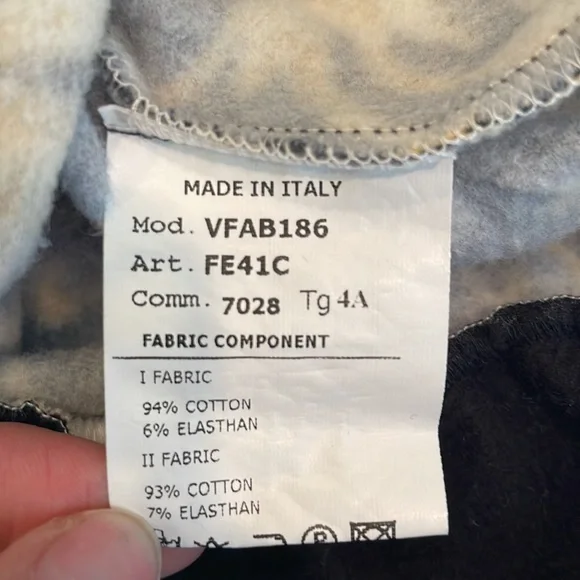 MADE IN ITALY
Mod. VFAB186
Art. FE41C
Comm. 7028 Tg 4A
FABRIC COMPONENT
I FABRIC
94% COTTON
6% ELASTHAN
II FABRIC
93% COTTON
7% ELASTHAN